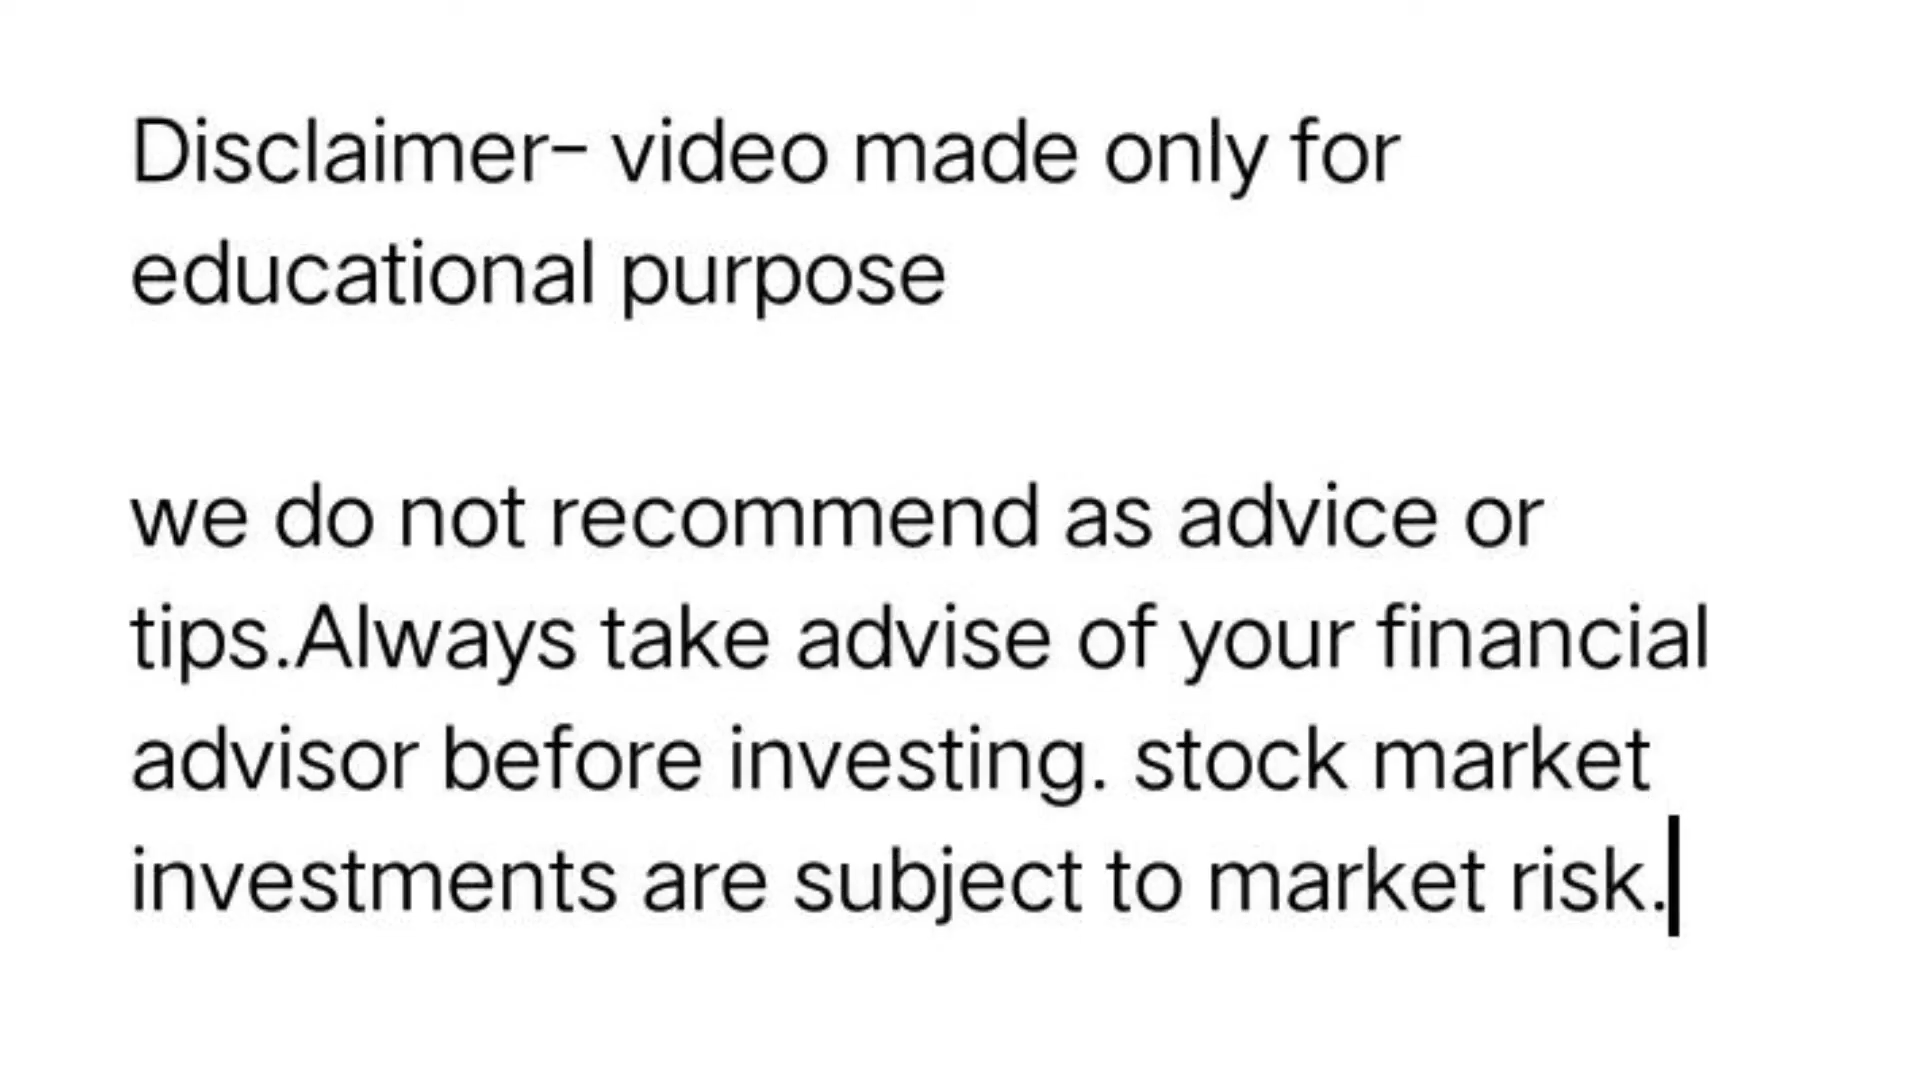 Disclaimer- video made only for
educational purpose
we do not recommend as advice or
tips.Always take advise of your financial
advisor before investing. stock market
investments are subject to market risk.